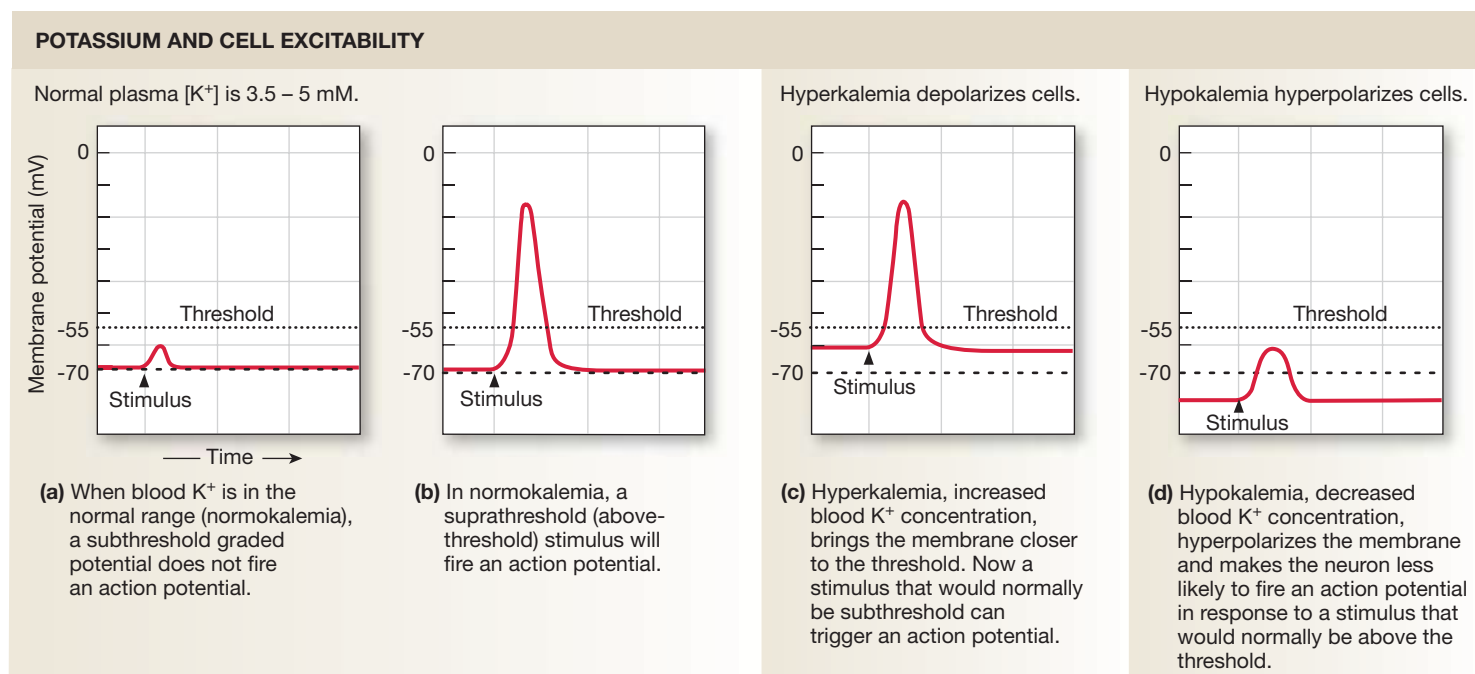 POTASSIUM AND CELL EXCITABILITY
Normal plasma [K⁺] is 3.5 – 5 mM.
Membrane potential (mV)
0
-55
-70
Threshold
Stimulus
Time
(a) When blood K⁺ is in the
normal range (normokalemia),
a subthreshold graded
potential does not fire
an action potential.
0
-55
-70
Threshold
Stimulus
(b) In normokalemia, a
suprathreshold (above-
threshold) stimulus will
fire an action potential.
Hyperkalemia depolarizes cells.
0
-55
-70
Threshold
Stimulus
(c) Hyperkalemia, increased
blood K⁺ concentration,
brings the membrane closer
to the threshold. Now a
stimulus that would normally
be subthreshold can
trigger an action potential.
Hypokalemia hyperpolarizes cells.
0
-55
-70
Threshold
Stimulus
(d) Hypokalemia, decreased
blood K⁺ concentration,
hyperpolarizes the membrane
and makes the neuron less
likely to fire an action potential
in response to a stimulus that
would normally be above the
threshold.